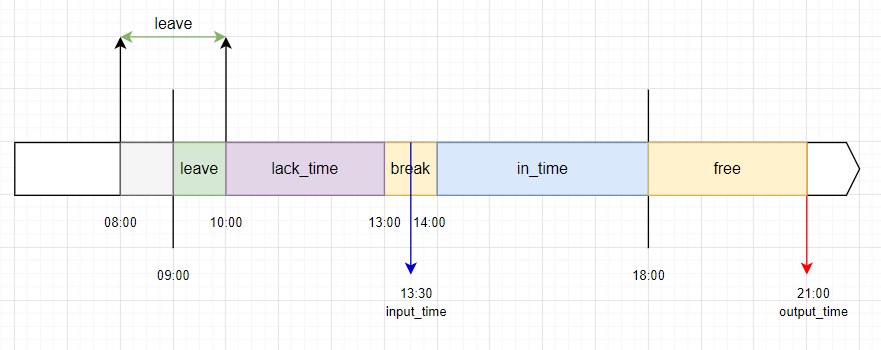 leave
leave
lack_time
break
in_time
free
08:00
10:00
13:00
14:00
09:00
18:00
13:30
input_time
21:00
output_time